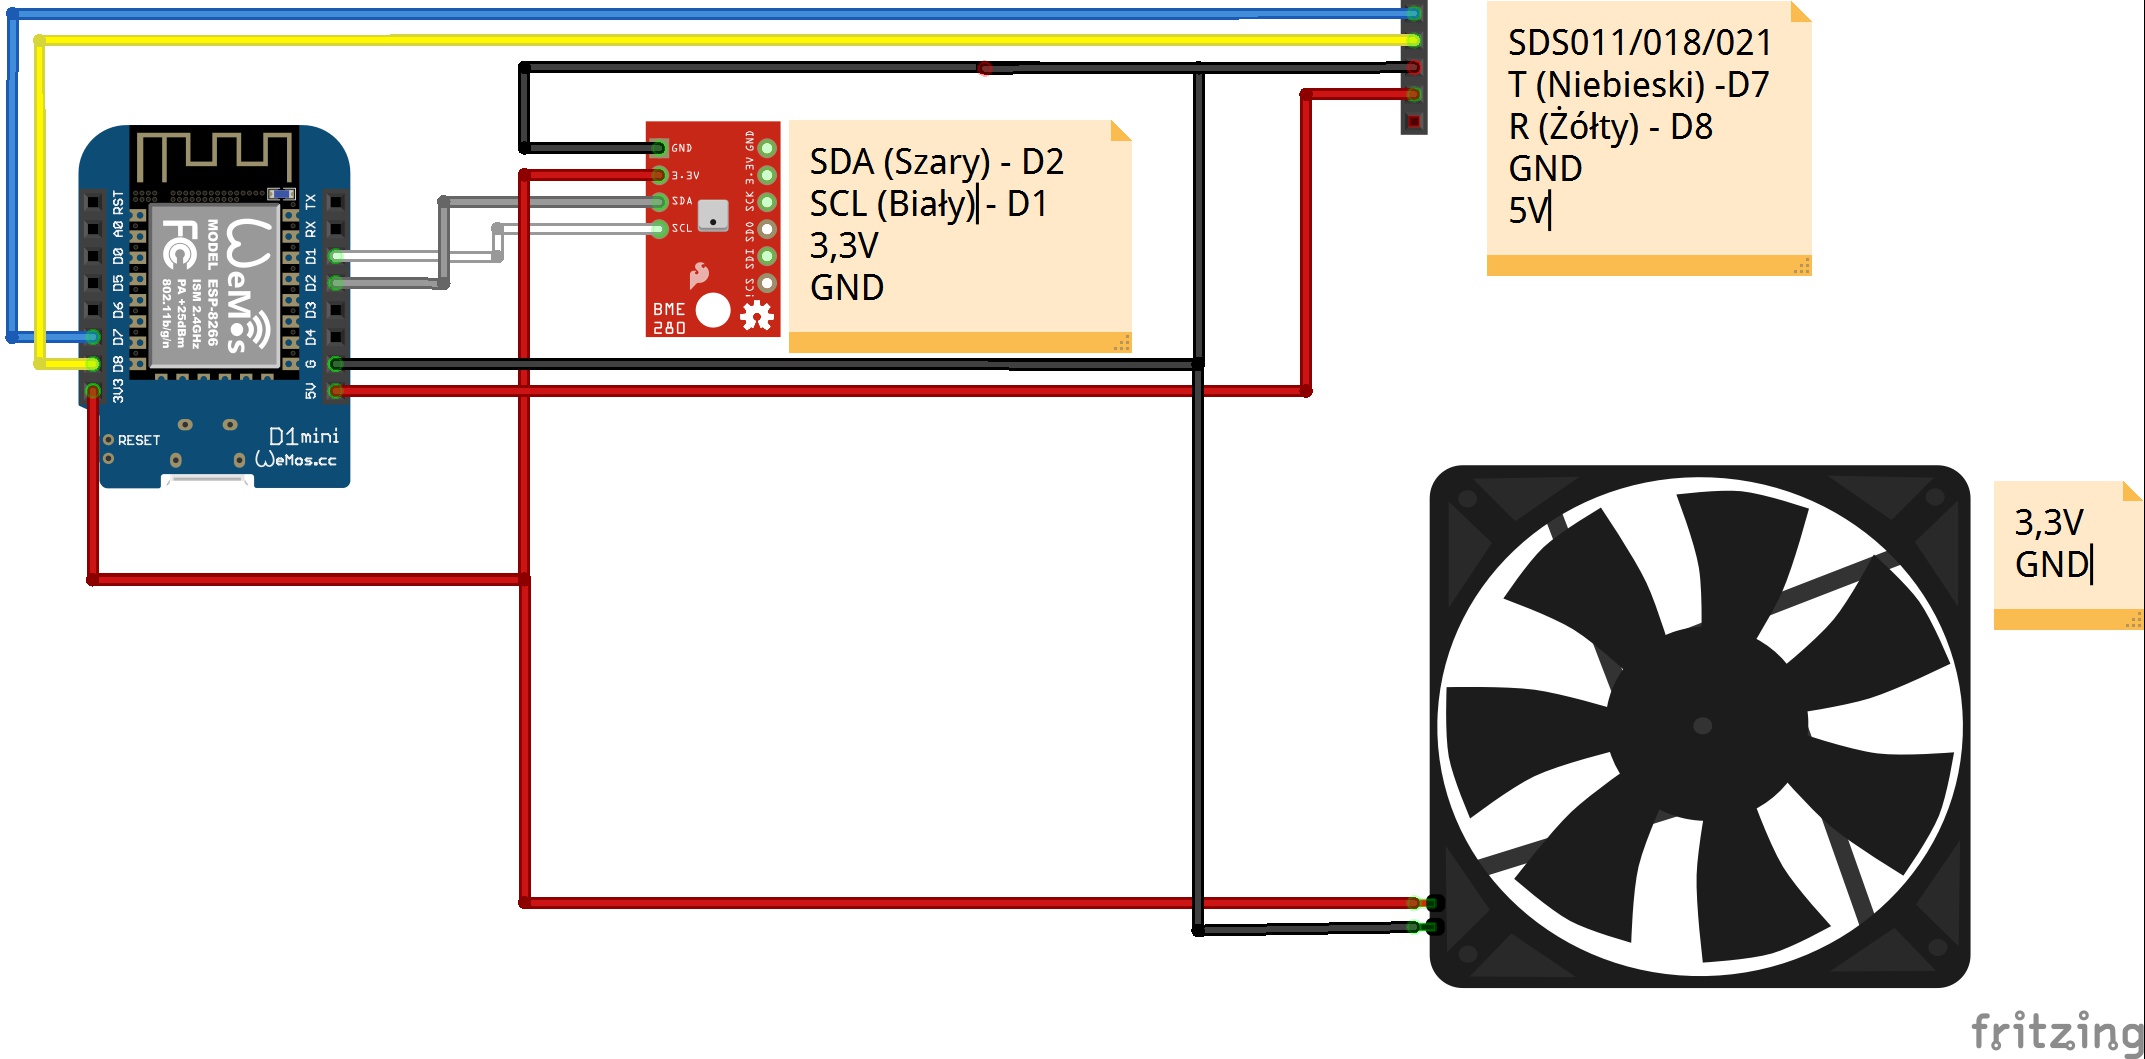 SDS011/018/021
T (Niebieski) -D7
R (Żółty) - D8
GND
5V
SDA (Szary) - D2
SCL (Biały) - D1
3,3V
GND
GND
3.3V
SDA
SCL
GND
3.3V
SCK
SDO
SDI
!CS
BME
280
RST
A0
D0
D5
D6
D7
D8
3V3
TX
RX
D1
D2
D3
D4
G
5V
WeMos
FC
MODEL ESP-8266
ISM 2.4GHz
PA +25dBm
802.11b/g/n
RESET
D1mini
WeMos.cc
3,3V
GND
fritzing